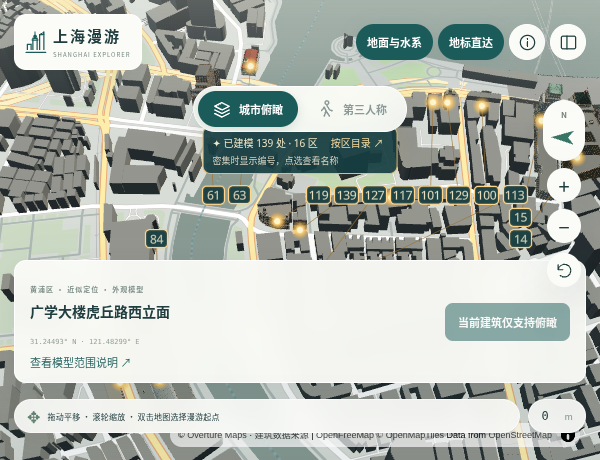 上海漫游
SHANGHAI EXPLORER
地面与水系
地标直达
城市俯瞰
第三人称
N
✦ 已建模 139 处 · 16 区 按区目录 ↗
密集时显示编号，点选查看名称
61 63 119 139 127 117 101 129 100 113
15
84 14
+
−
黄浦区 · 近似定位 · 外观模型
广学大楼虎丘路西立面
当前建筑仅支持俯瞰
31.24493° N · 121.48299° E
查看模型范围说明 ↗
拖动平移 · 滚轮缩放 · 双击地图选择漫游起点
0 m
© Overture Maps · 建筑数据来源 | OpenFreeMap © OpenMapTiles Data from OpenStreetMap